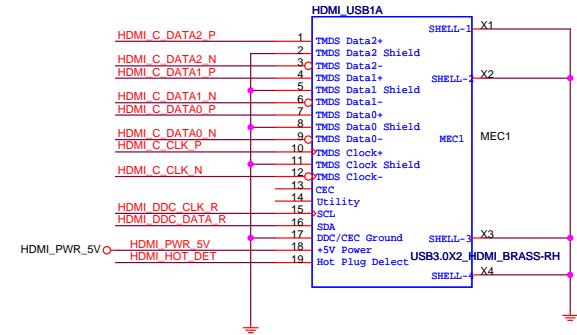 HDMI_USB1A
HDMI_C_DATA2_P 1 TMDS Data2+ SHELL-1 X1
2 TMDS Data2 Shield
HDMI_C_DATA2_N 3 TMDS Data2-
HDMI_C_DATA1_P 4 TMDS Data1+ SHELL-2 X2
5 TMDS Data1 Shield
HDMI_C_DATA1_N 6 TMDS Data1-
HDMI_C_DATA0_P 7 TMDS Data0+
8 TMDS Data0 Shield
HDMI_C_DATA0_N 9 TMDS Data0- MEC1 MEC1
HDMI_C_CLK_P 10 TMDS Clock+
11 TMDS Clock Shield
HDMI_C_CLK_N 12 TMDS Clock-
13 CEC
14 Utility
HDMI_DDC_CLK_R 15 SCL
HDMI_DDC_DATA_R 16 SDA
17 DDC/CEC Ground SHELL-3 X3
HDMI_PWR_5V HDMI_PWR_5V 18 +5V Power
USB3.0X2_HDMI_BRASS-RH
HDMI_HOT_DET 19 Hot Plug Delect
SHELL-4 X4